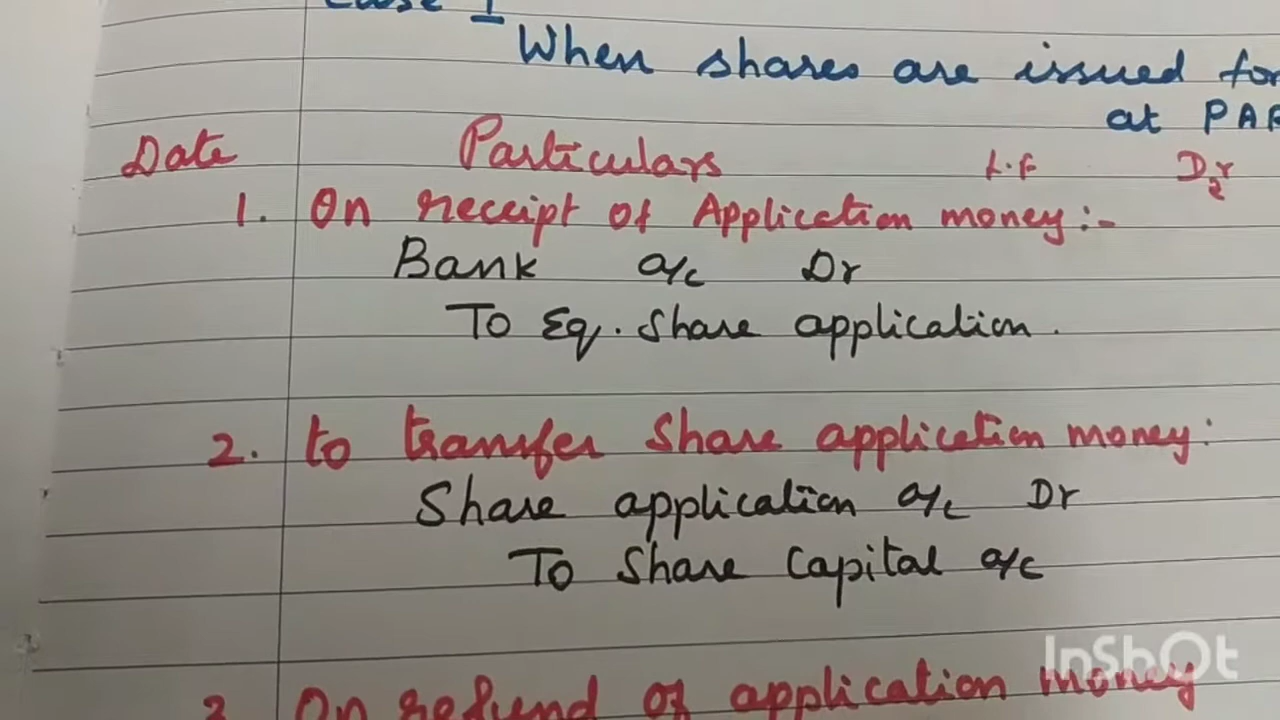 Case I
When shares are issued for
at PAR
Date Particulars L.F Dr
1. On receipt of Application money:-
Bank a/c Dr
To Eq. Share application.
2. to transfer Share application money:
Share application a/c Dr
To Share Capital a/c
3. On refund of application money
InShOt